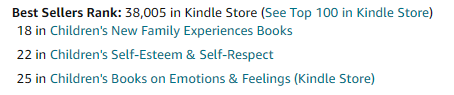 Best Sellers Rank: 38,005 in Kindle Store (See Top 100 in Kindle Store)
18 in Children's New Family Experiences Books
22 in Children's Self-Esteem & Self-Respect
25 in Children's Books on Emotions & Feelings (Kindle Store)